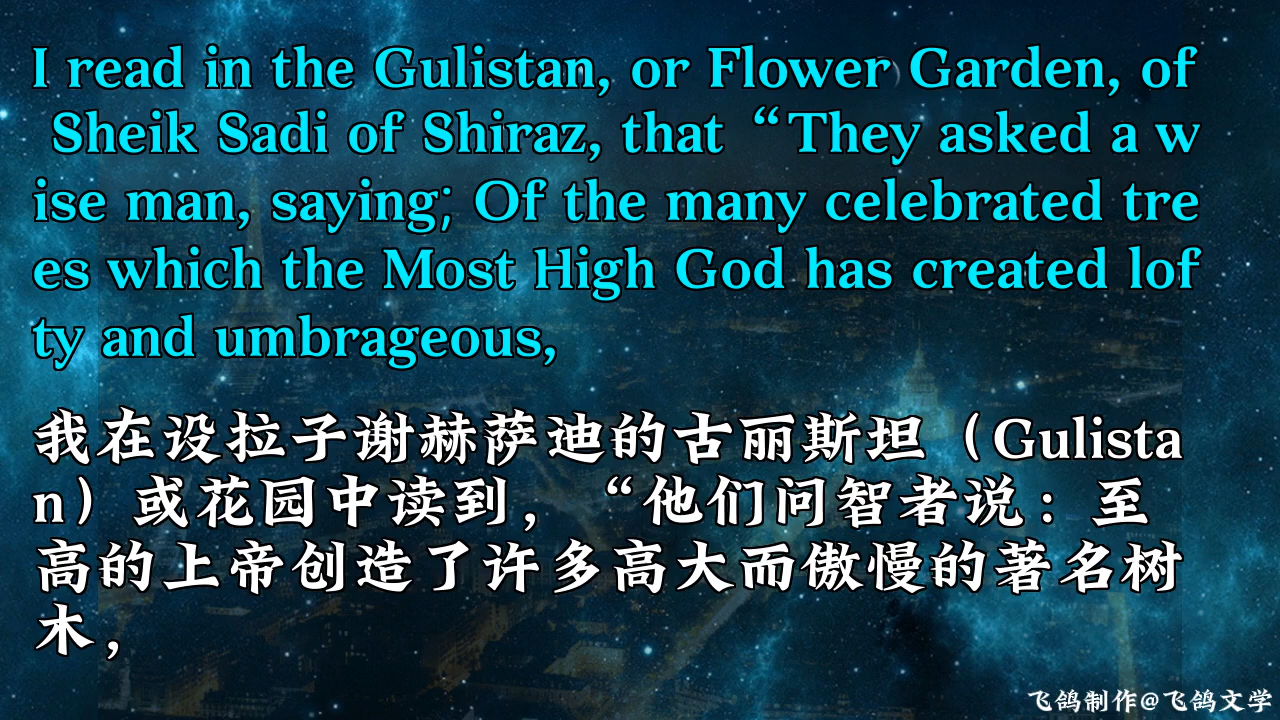 I read in the Gulistan, or Flower Garden, of
Sheik Sadi of Shiraz, that “They asked a w
ise man, saying; Of the many celebrated tre
es which the Most High God has created lof
ty and umbrageous,
我在设拉子谢赫萨迪的古丽斯坦（Gulista
n）或花园中读到，“他们问智者说：至
高的上帝创造了许多高大而傲慢的著名树
木，
飞鸽制作@飞鸽文学